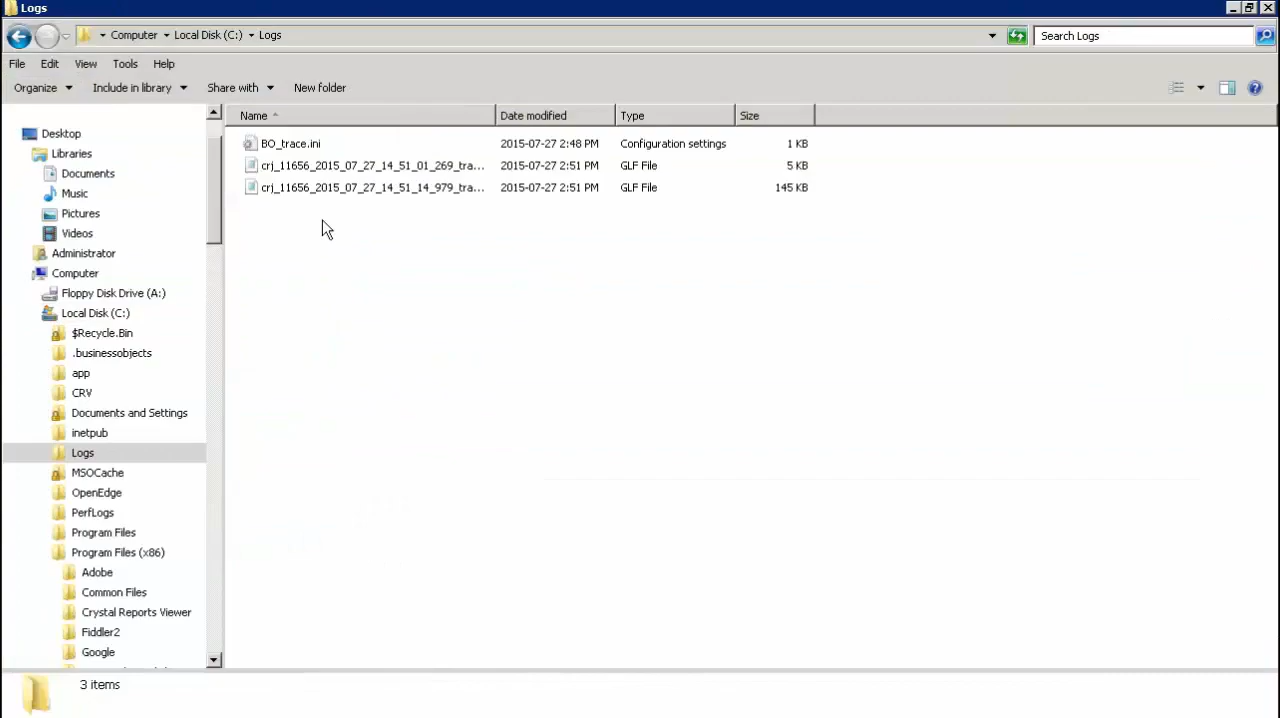 Logs
Computer Local Disk (C:) Logs
Search Logs
File Edit View Tools Help
Organize Include in library Share with New folder
Name Date modified Type Size
BO_trace.ini 2015-07-27 2:48 PM Configuration settings 1 KB
crj_11656_2015_07_27_14_51_01_269_tra... 2015-07-27 2:51 PM GLF File 5 KB
crj_11656_2015_07_27_14_51_14_979_tra... 2015-07-27 2:51 PM GLF File 145 KB
Desktop
Libraries
Documents
Music
Pictures
Videos
Administrator
Computer
Floppy Disk Drive (A:)
Local Disk (C:)
$Recycle.Bin
.businessobjects
app
CRV
Documents and Settings
inetpub
Logs
MSOCache
OpenEdge
PerfLogs
Program Files
Program Files (x86)
Adobe
Common Files
Crystal Reports Viewer
Fiddler2
Google
3 items